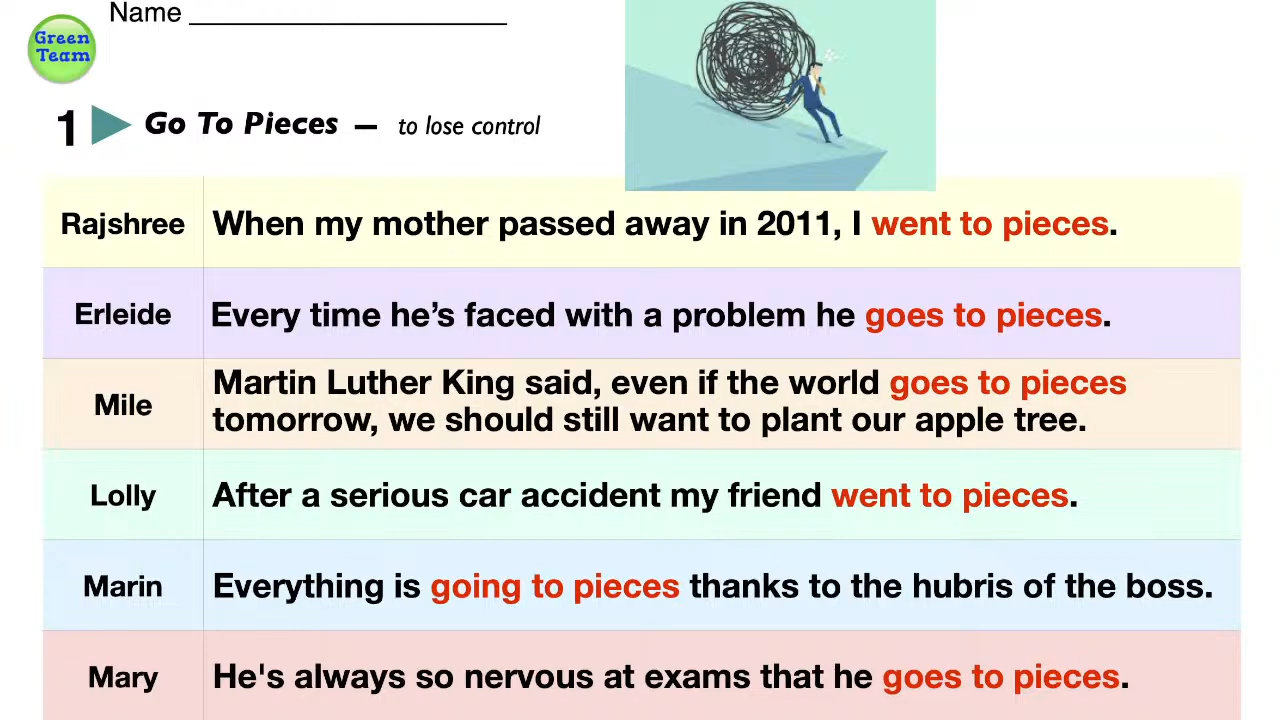 Name ____________________
Green
Team
1 Go To Pieces – to lose control
Rajshree When my mother passed away in 2011, I went to pieces.
Erleide Every time he’s faced with a problem he goes to pieces.
Mile Martin Luther King said, even if the world goes to pieces
tomorrow, we should still want to plant our apple tree.
Lolly After a serious car accident my friend went to pieces.
Marin Everything is going to pieces thanks to the hubris of the boss.
Mary He's always so nervous at exams that he goes to pieces.